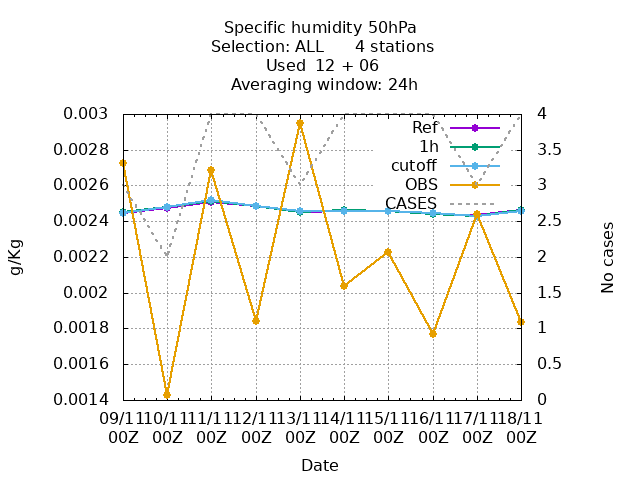 Specific humidity 50hPa
Selection: ALL      4 stations
Used  12 + 06
Averaging window: 24h
0.003
0.0028
0.0026
0.0024
0.0022
0.002
0.0018
0.0016
0.0014
g/Kg
4
3.5
3
2.5
2
1.5
1
0.5
0
No cases
Ref
1h
cutoff
OBS
CASES
09/11 10/11 11/11 12/11 13/11 14/11 15/11 16/11 17/11 18/11
00Z 00Z 00Z 00Z 00Z 00Z 00Z 00Z 00Z 00Z
Date